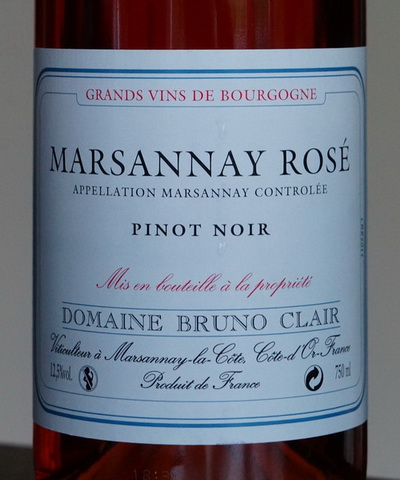 GRANDS VINS DE BOURGOGNE
MARSANNAY ROSÉ
APPELLATION MARSANNAY CONTROLÉE
PINOT NOIR
Mis en bouteille à la propriété
DOMAINE BRUNO CLAIR
Viticulteur à Marsannay-la-Côte, Côte-d'Or-France
12,5%vol. Produit de France 750 ml